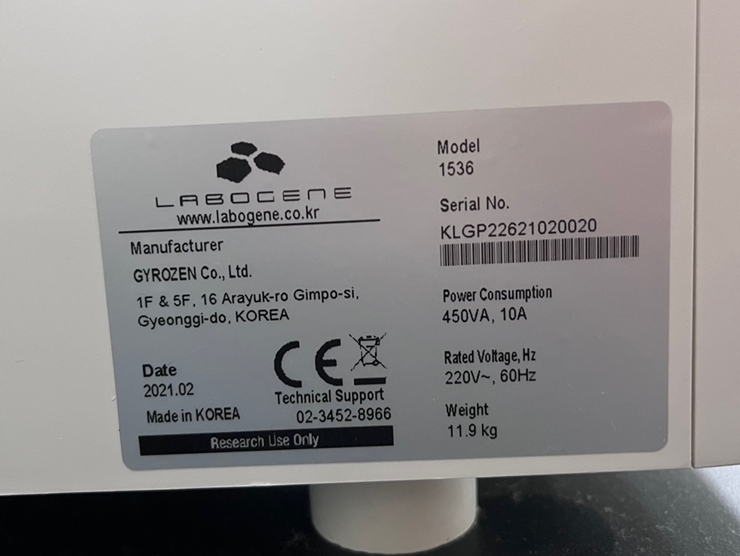 LABOGENE
www.labogene.co.kr
Manufacturer
GYROZEN Co., Ltd.
1F & 5F, 16 Arayuk-ro Gimpo-si,
Gyeonggi-do, KOREA
Date
2021.02
Made in KOREA
CE
Technical Support
02-3452-8966
Research Use Only
Model
1536
Serial No.
KLGP22621020020
Power Consumption
450VA, 10A
Rated Voltage, Hz
220V~, 60Hz
Weight
11.9 kg